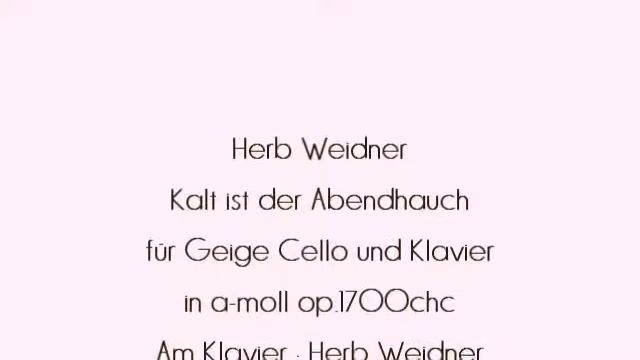 Herb Weidner
Kalt ist der Abendhauch
für Geige Cello und Klavier
in a-moll op.1700chc
Am Klavier : Herb Weidner